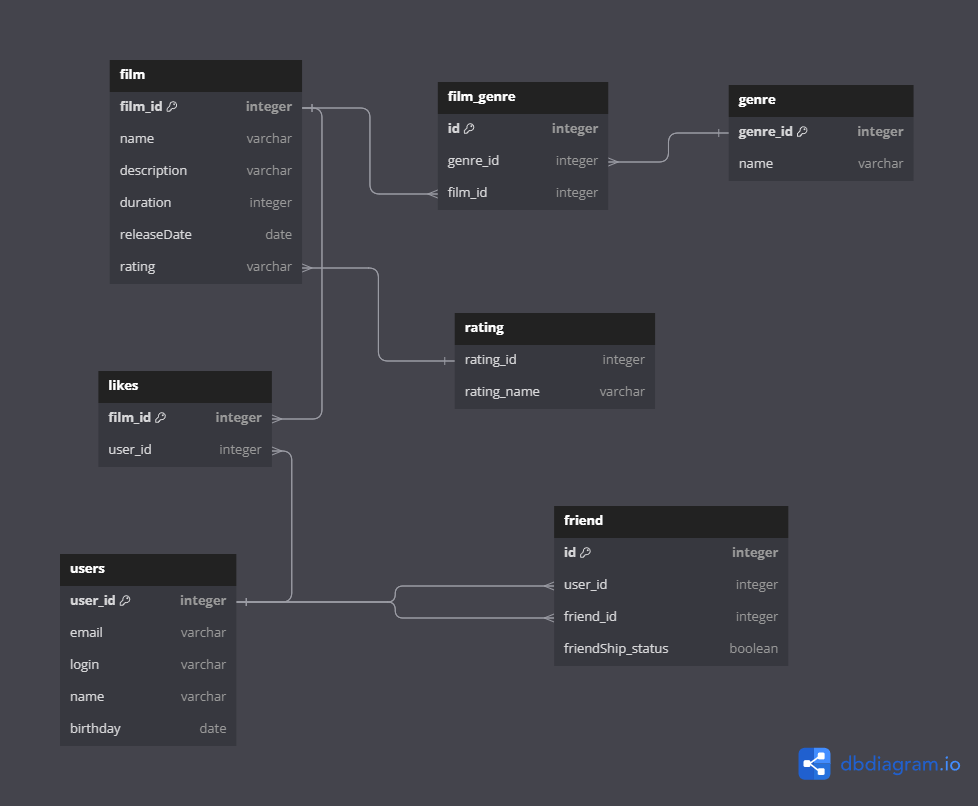 film
film_id integer
name varchar
description varchar
duration integer
releaseDate date
rating varchar
film_genre
id integer
genre_id integer
film_id integer
genre
genre_id integer
name varchar
rating
rating_id integer
rating_name varchar
likes
film_id integer
user_id integer
friend
id integer
user_id integer
friend_id integer
friendShip_status boolean
users
user_id integer
email varchar
login varchar
name varchar
birthday date
dbdiagram.io